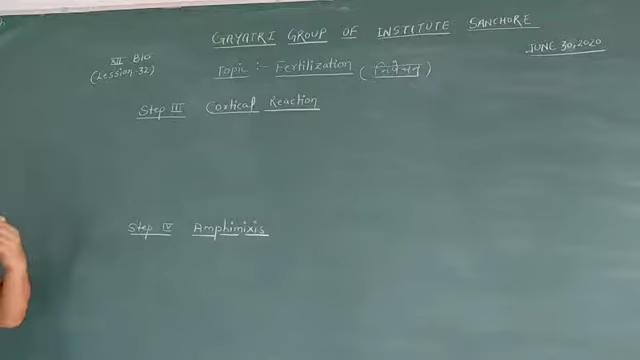 GAYATRI GROUP OF INSTITUTE SANCHORE
JUNE 30, 2020
XII Bio
(Lession-32)
Topic :- Fertilization (निषेचन)
Step III Cortical Reaction
Step IV Amphimixis